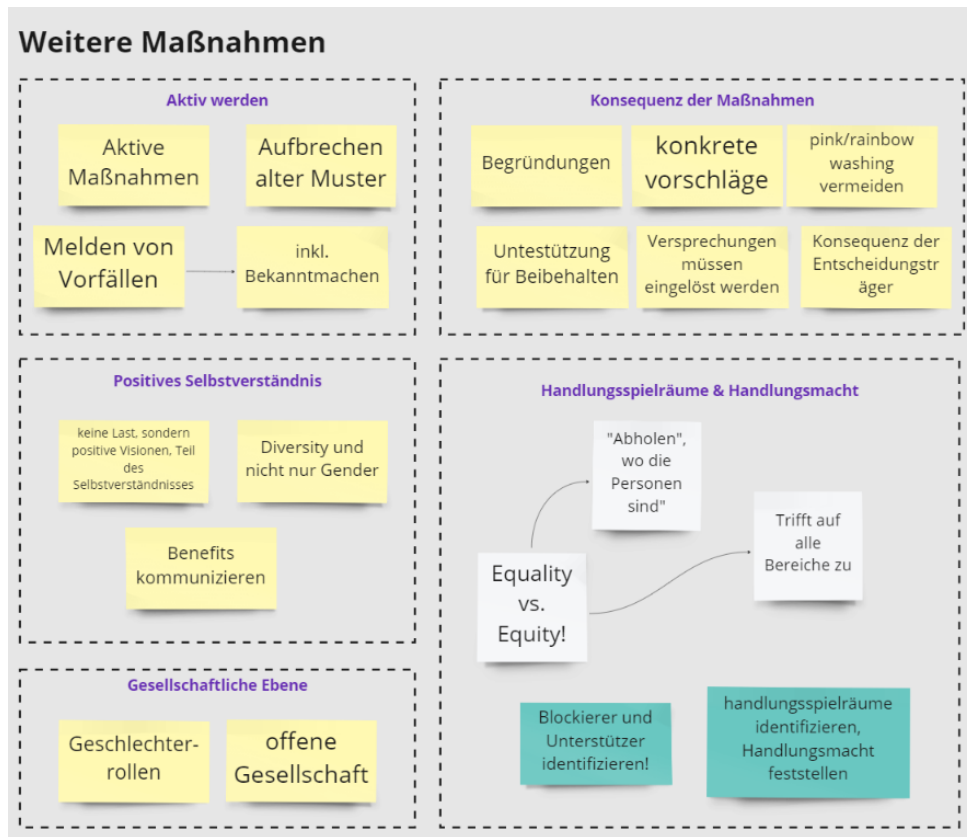 Weitere Maßnahmen
Aktiv werden
Aktive
Maßnahmen
Aufbrechen
alter Muster
Melden von
Vorfällen
inkl.
Bekanntmachen
Konsequenz der Maßnahmen
Begründungen
konkrete
vorschläge
pink/rainbow
washing
vermeiden
Untestützung
für Beibehalten
Versprechungen
müssen
eingelöst werden
Konsequenz der
Entscheidungstr
äger
Positives Selbstverständnis
keine Last, sondern
positive Visionen, Teil
des
Selbstverständnisses
Diversity und
nicht nur Gender
Benefits
kommunizieren
Handlungsspielräume & Handlungsmacht
"Abholen",
wo die
Personen
sind"
Trifft auf
alle
Bereiche zu
Equality
vs.
Equity!
Blockierer und
Unterstützer
identifizieren!
handlungsspielräume
identifizieren,
Handlungsmacht
feststellen
Gesellschaftliche Ebene
Geschlechter-
rollen
offene
Gesellschaft